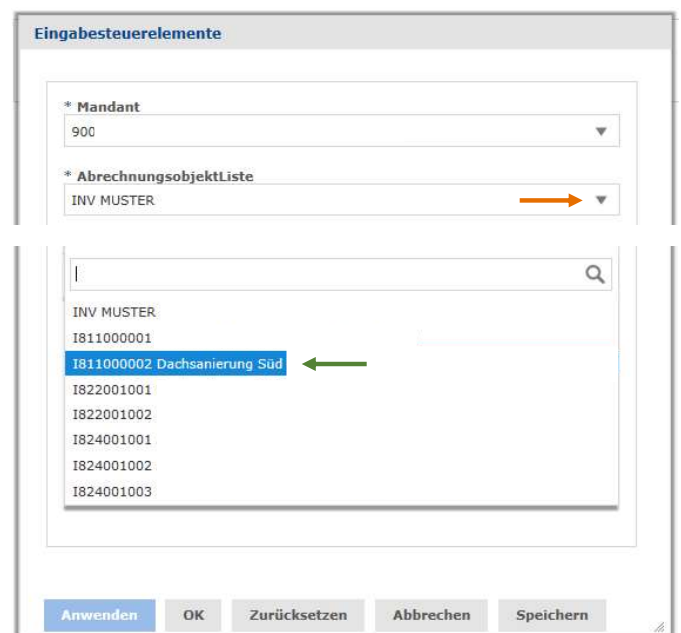 Eingabesteuerelemente
* Mandant
900
* AbrechnungsobjektListe
INV MUSTER
INV MUSTER
I811000001
I811000002 Dachsanierung Süd
I822001001
I822001002
I824001001
I824001002
I824001003
Anwenden OK Zurücksetzen Abbrechen Speichern